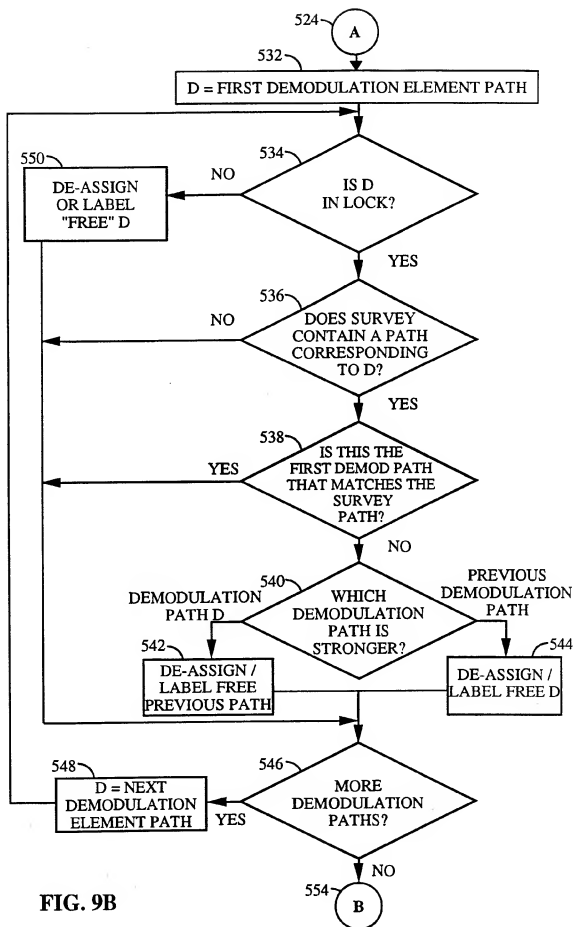 524
A
532
D = FIRST DEMODULATION ELEMENT PATH
550
DE-ASSIGN
OR LABEL
"FREE" D
NO
534
IS D
IN LOCK?
YES
536
NO
DOES SURVEY
CONTAIN A PATH
CORRESPONDING
TO D?
YES
538
YES
IS THIS THE
FIRST DEMOD PATH
THAT MATCHES THE
SURVEY
PATH?
NO
540
DEMODULATION
PATH D
WHICH
DEMODULATION
PATH IS
STRONGER?
PREVIOUS
DEMODULATION
PATH
542
DE-ASSIGN /
LABEL FREE
PREVIOUS PATH
544
DE-ASSIGN /
LABEL FREE D
548
D = NEXT
DEMODULATION
ELEMENT PATH
YES
546
MORE
DEMODULATION
PATHS?
NO
554
B
FIG. 9B